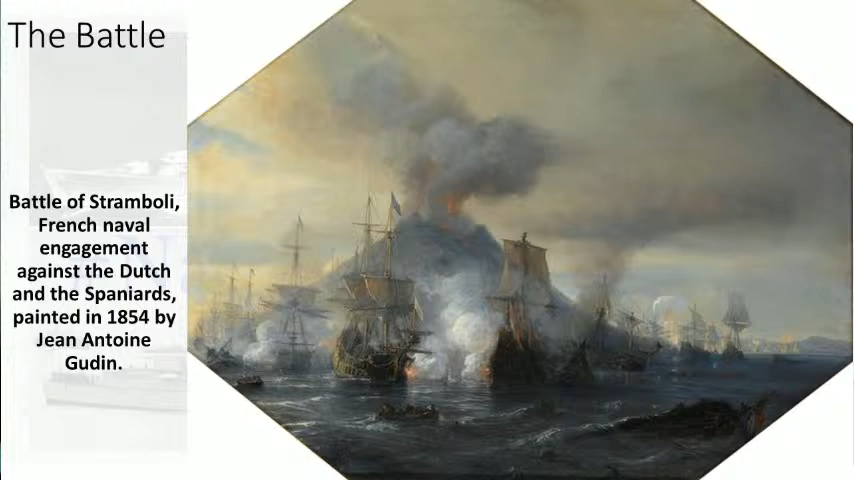 The Battle
Battle of Stramboli,
French naval
engagement
against the Dutch
and the Spaniards,
painted in 1854 by
Jean Antoine
Gudin.